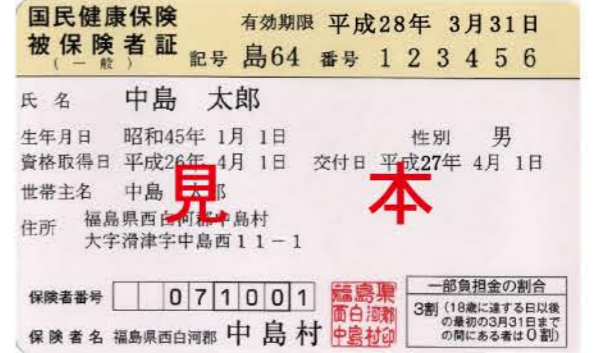 国民健康保険
被保険者証
(一般)
有効期限 平成28年 3月31日
記号 島64 番号 1 2 3 4 5 6
氏 名 中島 太郎
生年月日 昭和45年 1月 1日 性別 男
資格取得日 平成26年 4月 1日 交付日 平成27年 4月 1日
世帯主名 中島 太郎
見 本
住所 福島県西白河郡中島村
大字滑津字中島西11-1
保険者番号 071001
保険者名 福島県西白河郡 中島村
福島県
西白河郡
中島村印
一部負担金の割合
3割(18歳に達する日以後
の最初の3月31日まで
の間にある者は0割)